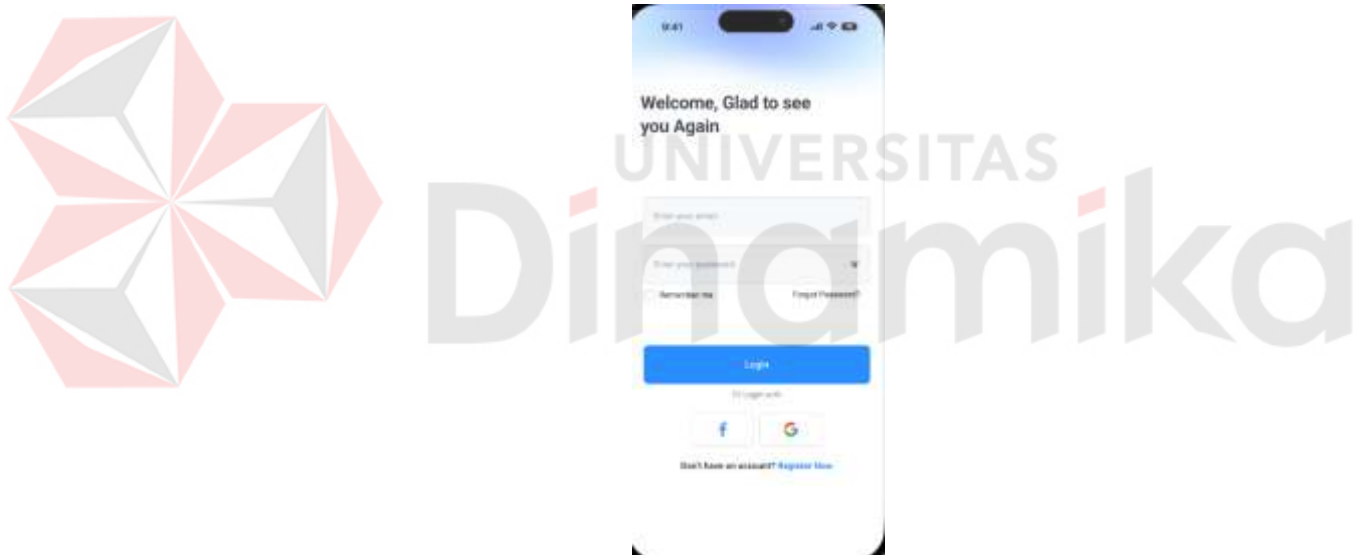 9:41
Welcome, Glad to see
you Again
UNIVERSITAS
Dinamika
Enter your email
Enter your password
Remember me
Forgot Password?
Login
Or Login with
Don't have an account? Register Now